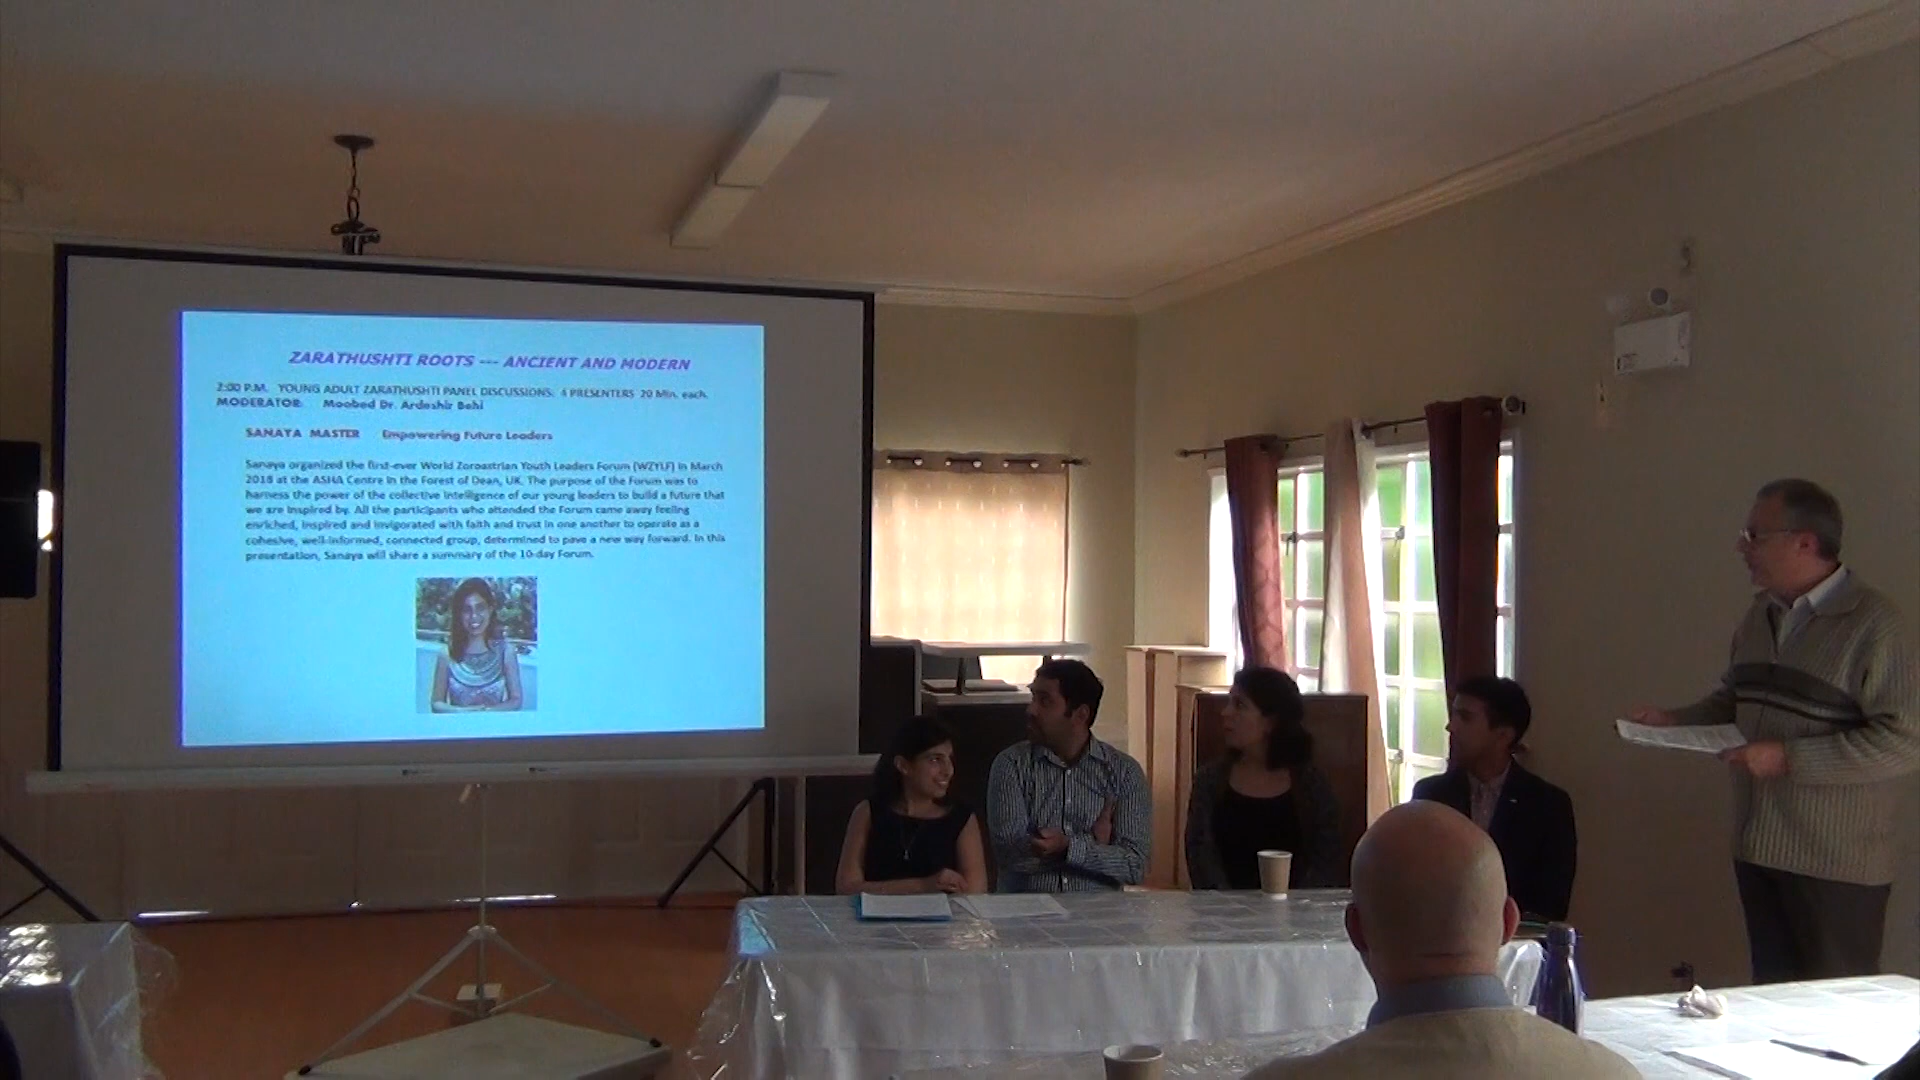 ZARATHUSHTI ROOTS --- ANCIENT AND MODERN
2:00 P.M. YOUNG ADULT ZARATHUSHTI PANEL DISCUSSIONS: 4 PRESENTERS 20 Min. each.
MODERATOR: Moobed Dr. Ardeshir Behi
SANAYA MASTER Empowering Future Leaders
Sanaya organized the first-ever World Zoroastrian Youth Leaders Forum (WZYLF) in March
2018 at the ASHA Centre in the Forest of Dean, UK. The purpose of the Forum was to
harness the power of the collective intelligence of our young leaders to build a future that
we are inspired by. All the participants who attended the Forum came away feeling
enriched, inspired and invigorated with faith and trust in one another to operate as a
cohesive, well-informed, connected group, determined to pave a new way forward. In this
presentation, Sanaya will share a summary of the 10-day Forum.